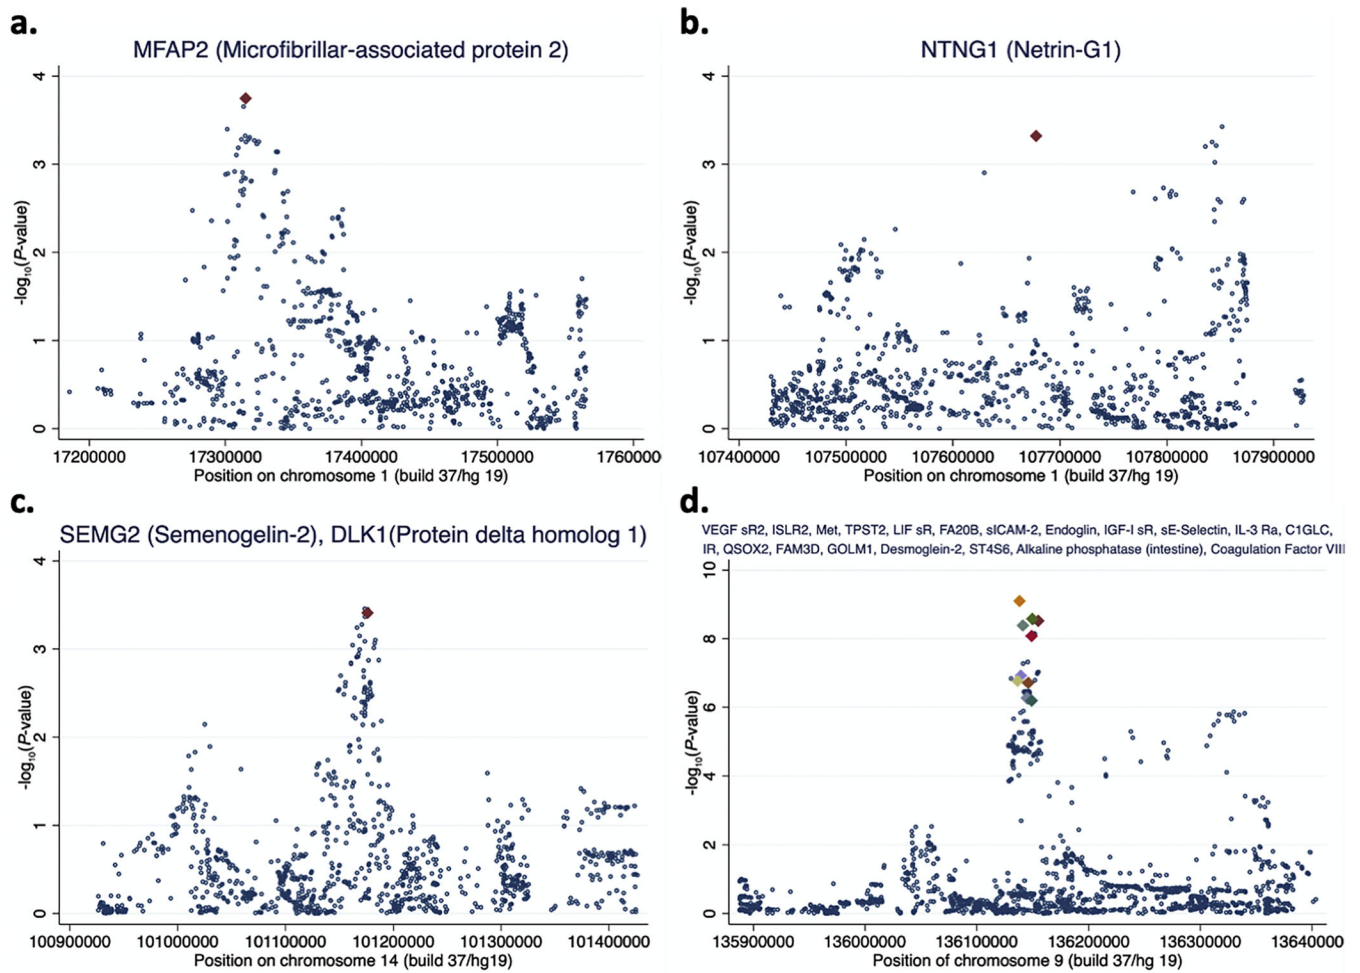 a.
MFAP2 (Microfibrillar-associated protein 2)
4
3
2
1
0
-log10(P-value)
17200000 17300000 17400000 17500000 17600000
Position on chromosome 1 (build 37/hg 19)
b.
NTNG1 (Netrin-G1)
4
3
2
1
0
-log10(P-value)
107400000 107500000 107600000 107700000 107800000 107900000
Position on chromosome 1 (build 37/hg 19)
c.
SEMG2 (Semenogelin-2), DLK1(Protein delta homolog 1)
4
3
2
1
0
-log10(P-value)
100900000 101000000 101100000 101200000 101300000 101400000
Position on chromosome 14 (build 37/hg19)
d.
VEGF sR2, ISLR2, Met, TPST2, LIF sR, FA20B, sICAM-2, Endoglin, IGF-I sR, sE-Selectin, IL-3 Ra, C1GLC,
IR, QSOX2, FAM3D, GOLM1, Desmoglein-2, ST4S6, Alkaline phosphatase (intestine), Coagulation Factor VIII
10
8
6
4
2
0
-log10(P-value)
135900000 136000000 136100000 136200000 136300000 13640000
Position of chromosome 9 (build 37/hg 19)